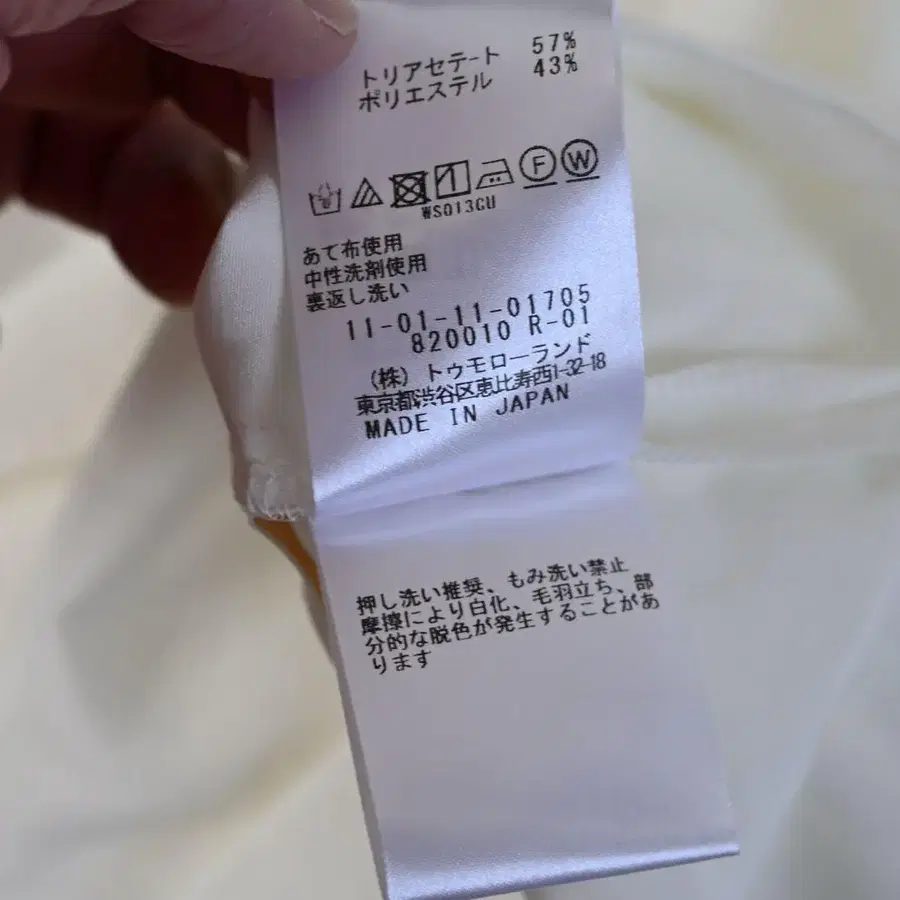 トリアセテート 57%
ポリエステル 43%
F W
WS013CU
あて布使用
中性洗剤使用
裏返し洗い
11-01-11-01705
820010 R-01
(株) トゥモローランド
東京都渋谷区恵比寿西1-32-18
MADE IN JAPAN
押し洗い推奨、もみ洗い禁止
摩擦により白化、毛羽立ち、部
分的な脱色が発生することがあ
ります